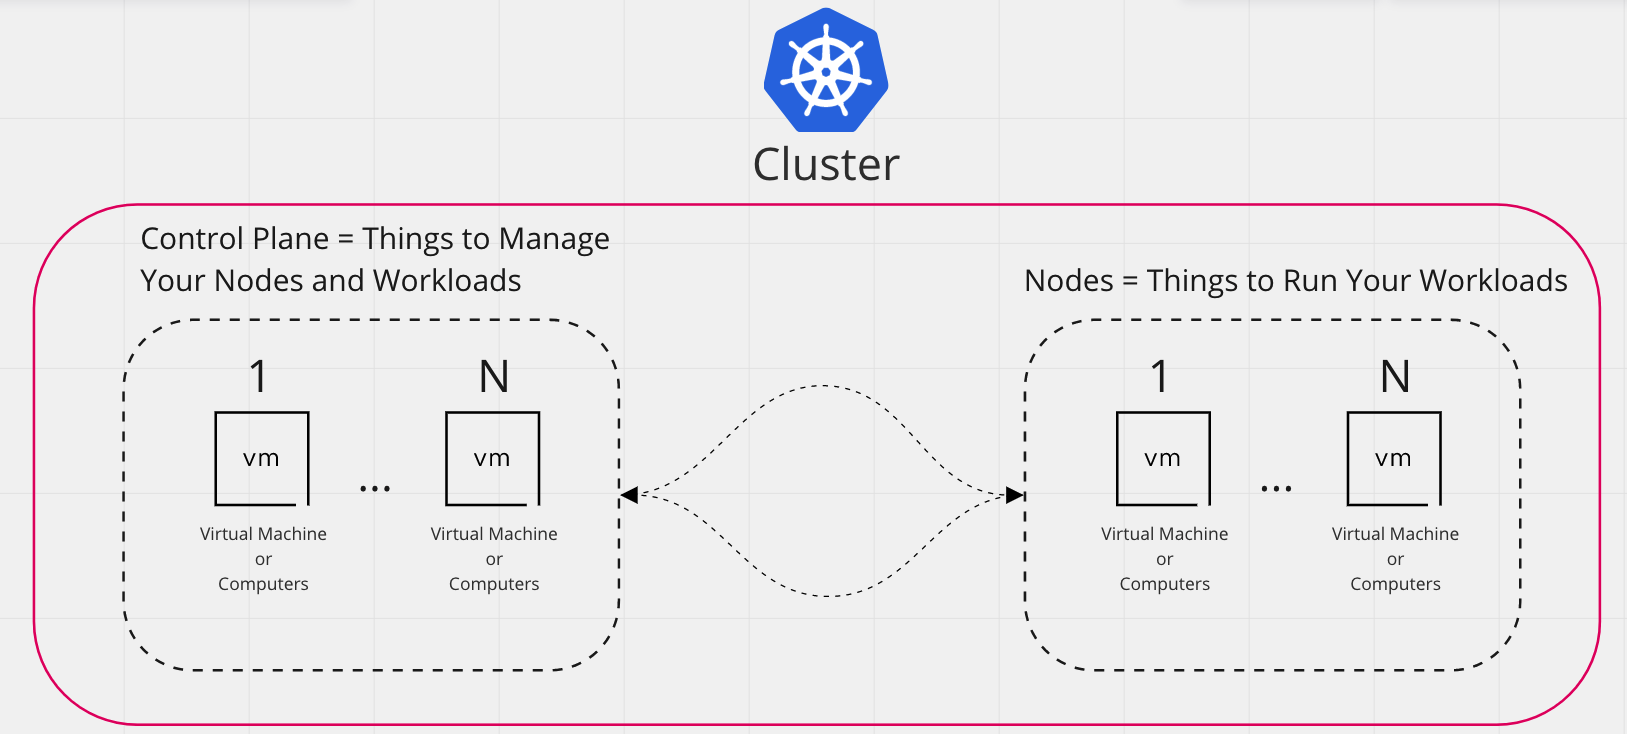 Cluster
Control Plane = Things to Manage
Your Nodes and Workloads
1
N
vm
...
vm
Virtual Machine
or
Computers
Virtual Machine
or
Computers
Nodes = Things to Run Your Workloads
1
N
vm
...
vm
Virtual Machine
or
Computers
Virtual Machine
or
Computers